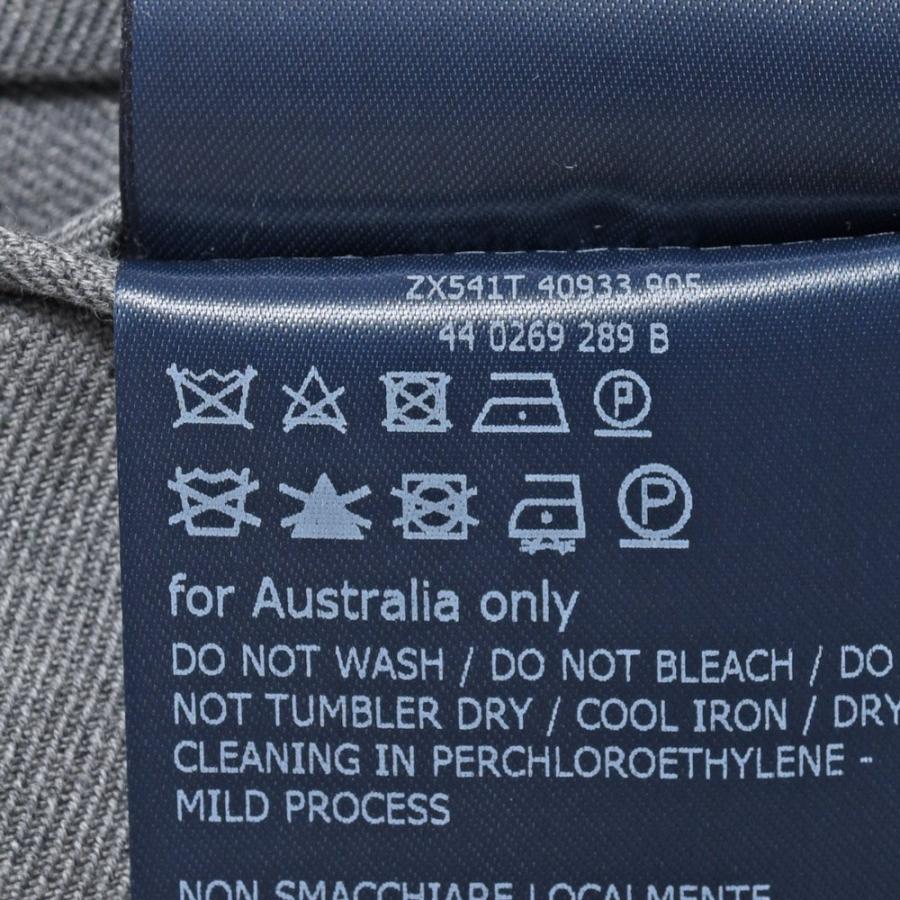 ZX541T 40933 905
44 0269 289 B
P
P
for Australia only
DO NOT WASH / DO NOT BLEACH / DO
NOT TUMBLER DRY / COOL IRON / DRY
CLEANING IN PERCHLOROETHYLENE -
MILD PROCESS
NON SMACCHIARE LOCALMENTE